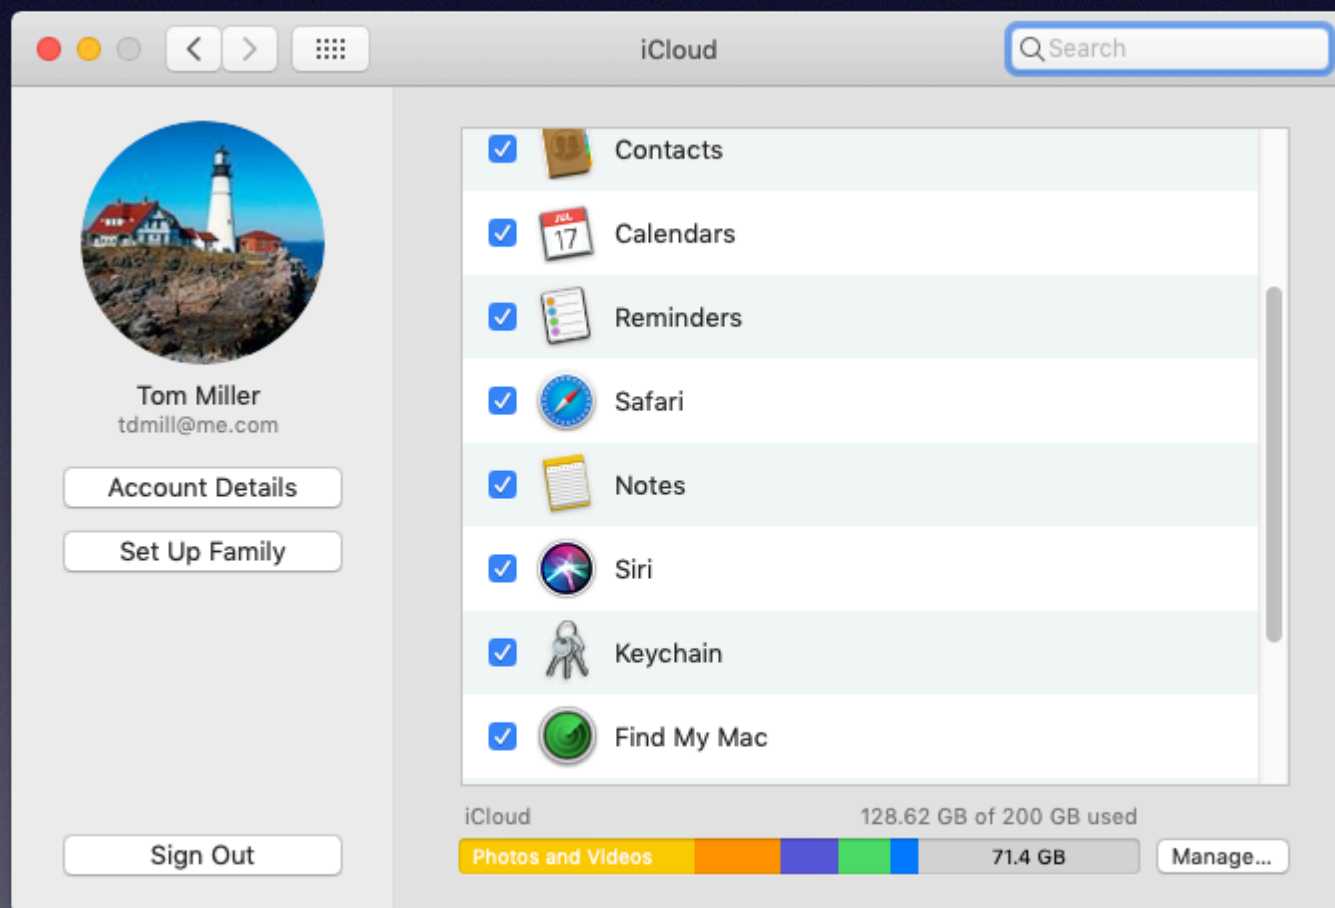 iCloud
Search
Tom Miller
tdmill@me.com
Account Details
Set Up Family
Sign Out
Contacts
JUL
17
Calendars
Reminders
Safari
Notes
Siri
Keychain
Find My Mac
iCloud 128.62 GB of 200 GB used
Photos and Videos 71.4 GB Manage...